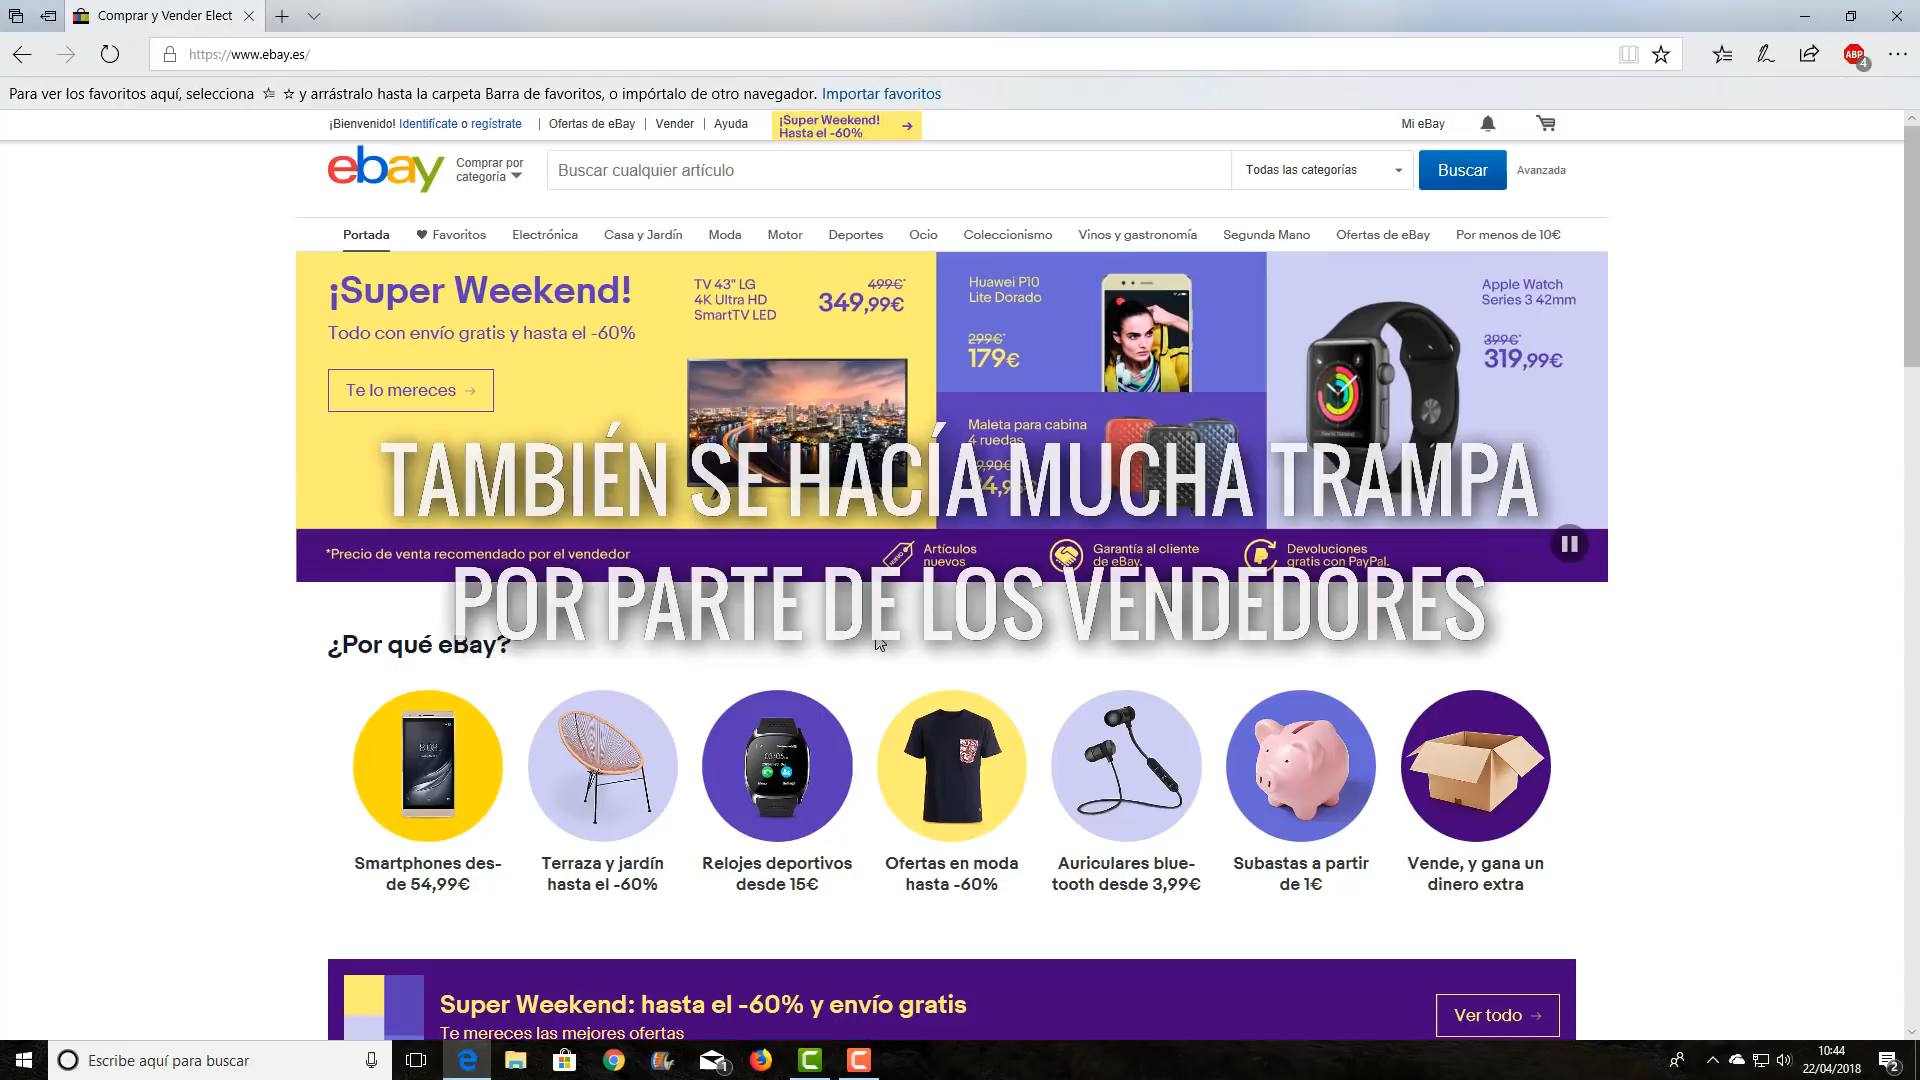 Comprar y Vender Elect
https://www.ebay.es/
ABP
4
Para ver los favoritos aquí, selecciona y arrástralo hasta la carpeta Barra de favoritos, o impórtalo de otro navegador. Importar favoritos
¡Bienvenido! Identifícate o regístrate
Ofertas de eBay
Vender
Ayuda
¡Super Weekend!
Hasta el -60%
Mi eBay
ebay
Comprar por
categoría
Buscar cualquier artículo
Todas las categorías
Buscar
Avanzada
Portada
Favoritos
Electrónica
Casa y Jardín
Moda
Motor
Deportes
Ocio
Coleccionismo
Vinos y gastronomía
Segunda Mano
Ofertas de eBay
Por menos de 10€
¡Super Weekend!
Todo con envío gratis y hasta el -60%
Te lo mereces →
TV 43" LG
4K Ultra HD
SmartTV LED
499€*
349,99€
Huawei P10
Lite Dorado
299€*
179€
Maleta para cabina
4 ruedas
Apple Watch
Series 3 42mm
399€*
319,99€
TAMBIÉN SE HACÍA MUCHA TRAMPA
POR PARTE DE LOS VENDEDORES
*Precio de venta recomendado por el vendedor
Artículos
nuevos
Garantía al cliente
de eBay.
Devoluciones
gratis con PayPal.
¿Por qué eBay?
Smartphones des-
de 54,99€
Terraza y jardín
hasta el -60%
Relojes deportivos
desde 15€
Ofertas en moda
hasta -60%
Auriculares blue-
tooth desde 3,99€
Subastas a partir
de 1€
Vende, y gana un
dinero extra
Super Weekend: hasta el -60% y envío gratis
Te mereces las mejores ofertas
Ver todo →
Escribe aquí para buscar
1
10:44
22/04/2018
2